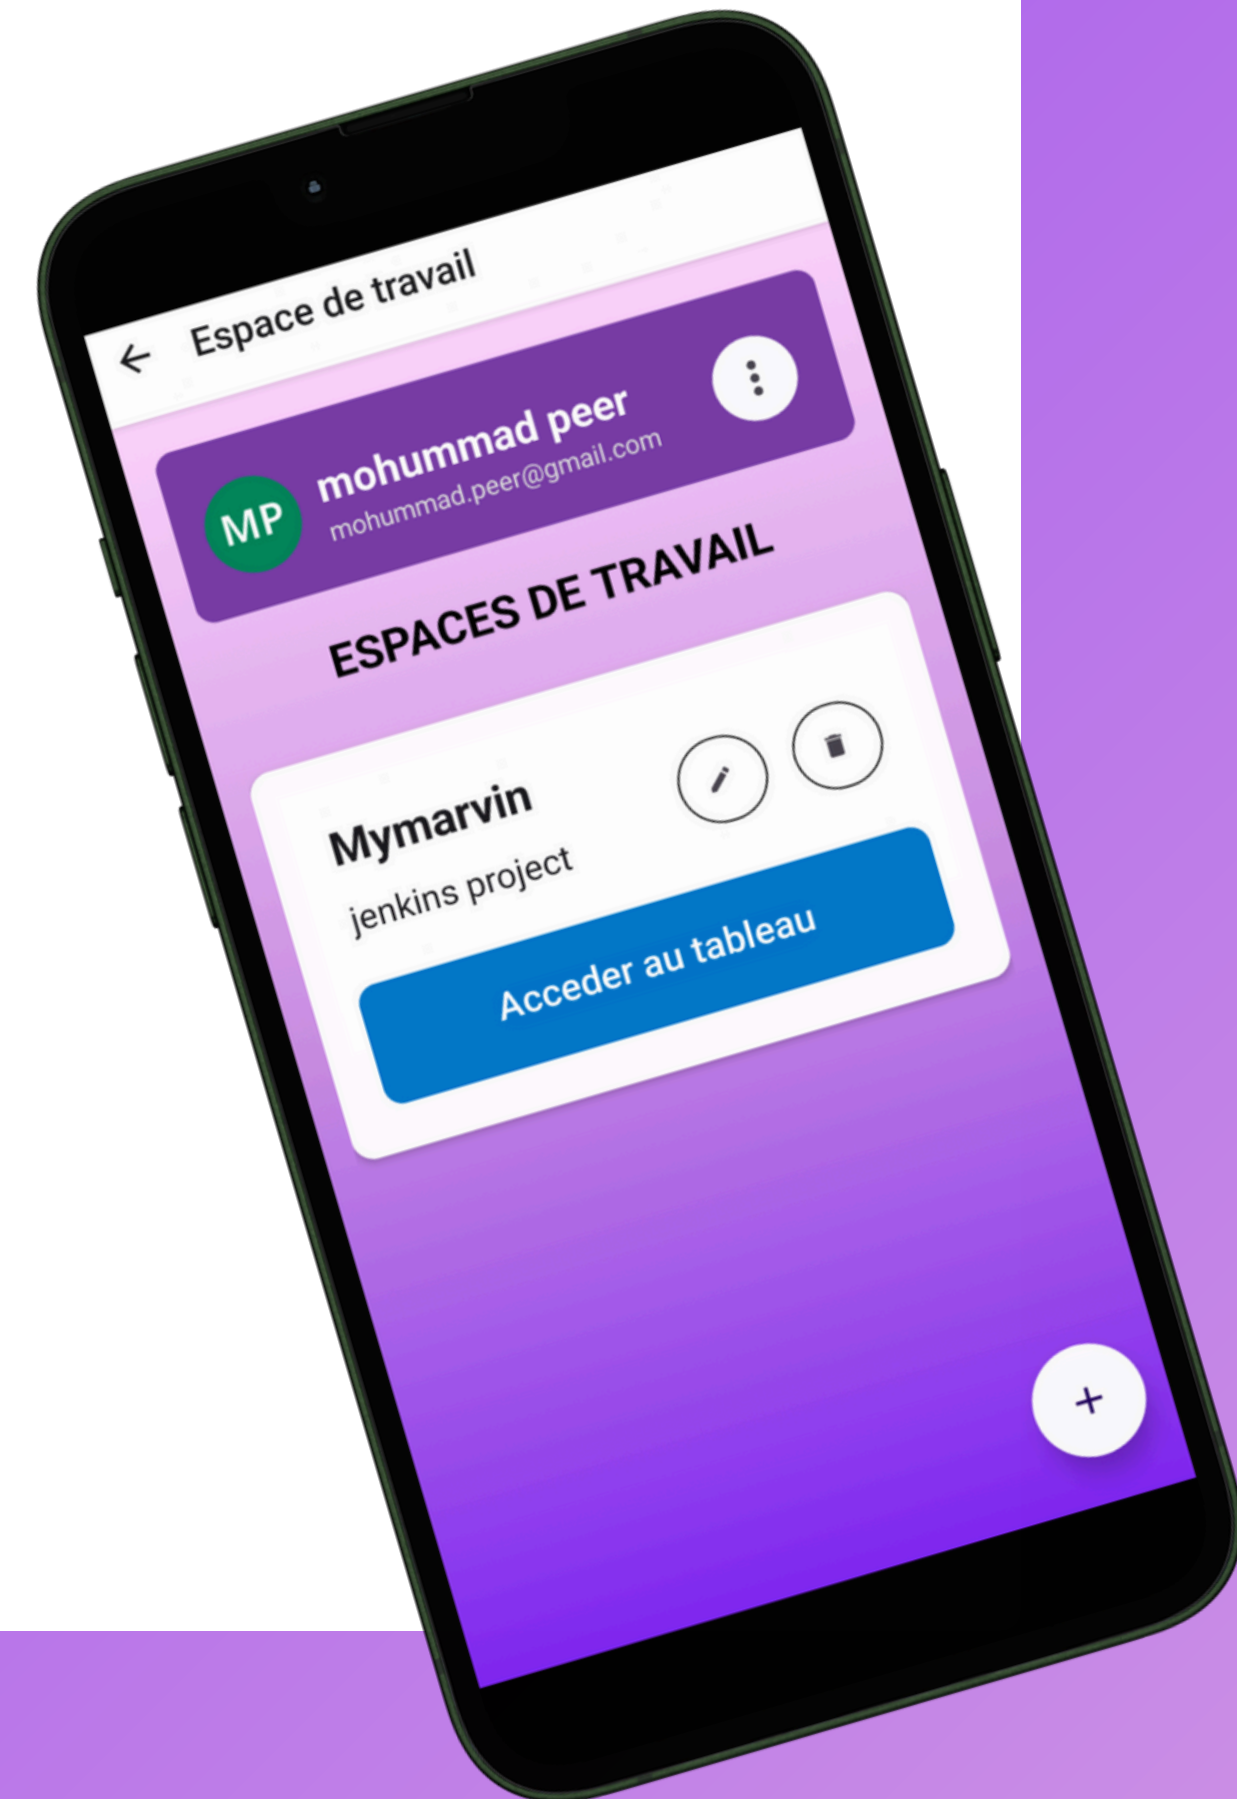 Espace de travail
MP
mohummad peer
mohummad.peer@gmail.com
ESPACES DE TRAVAIL
Mymarvin
jenkins project
Acceder au tableau